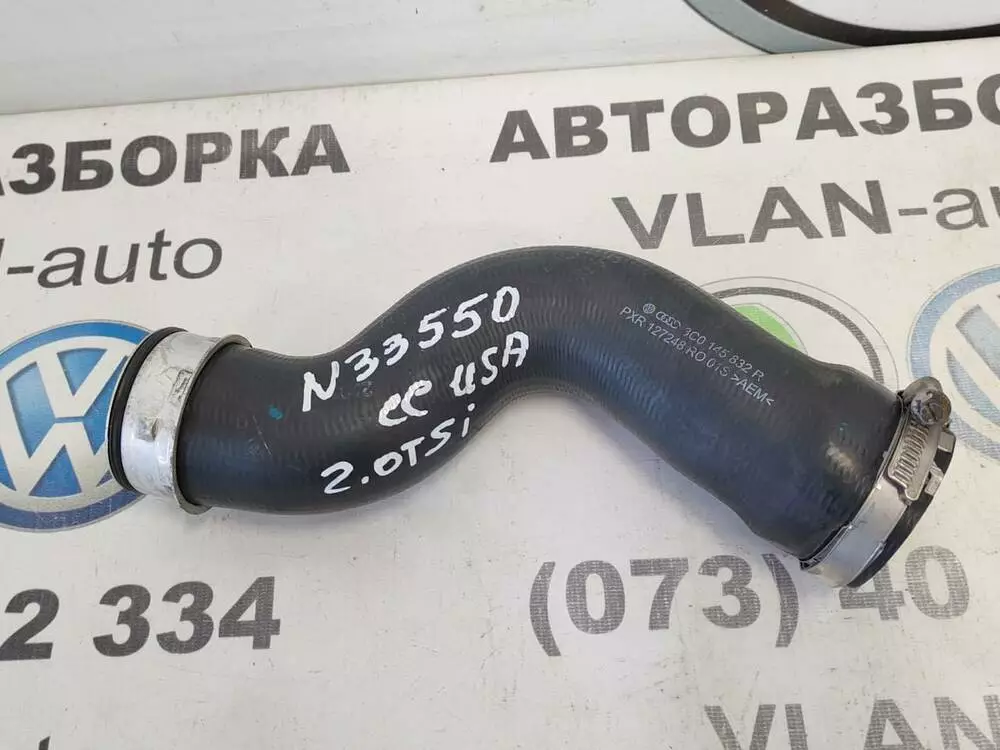 АЗБОРКА
-auto
АВТОРАЗБО
VLAN-au
N33550
CC USA
2.0TSi
3C0 145 832 R
PXR 127248 RO 01S >AEM<
2 334
(073) 40
VLAN